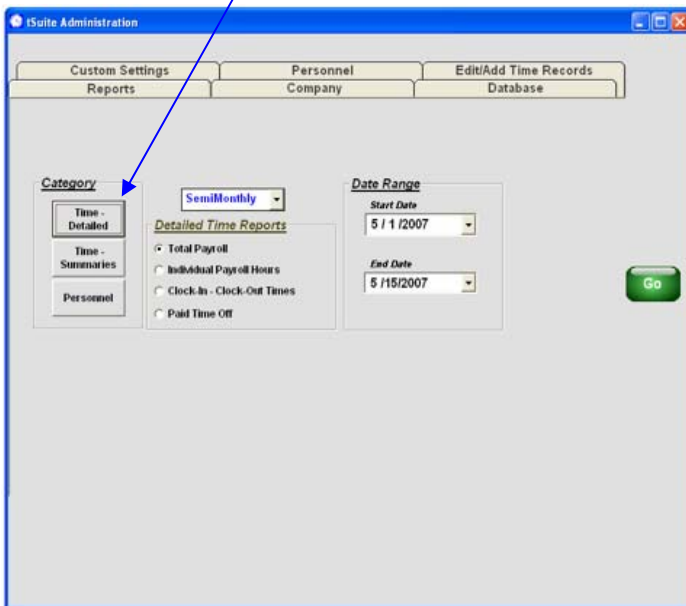 tSuite Administration
Custom Settings
Personnel
Edit/Add Time Records
Reports
Company
Database
Category
Time -
Detailed
Time -
Summaries
Personnel
SemiMonthly
Detailed Time Reports
Total Payroll
Individual Payroll Hours
Clock-In - Clock-Out Times
Paid Time Off
Date Range
Start Date
5 / 1 /2007
End Date
5 /15/2007
Go